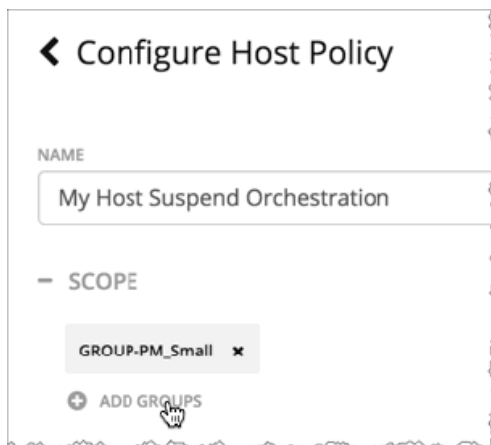 Configure Host Policy
NAME
My Host Suspend Orchestration
SCOPE
GROUP-PM_Small
ADD GROUPS